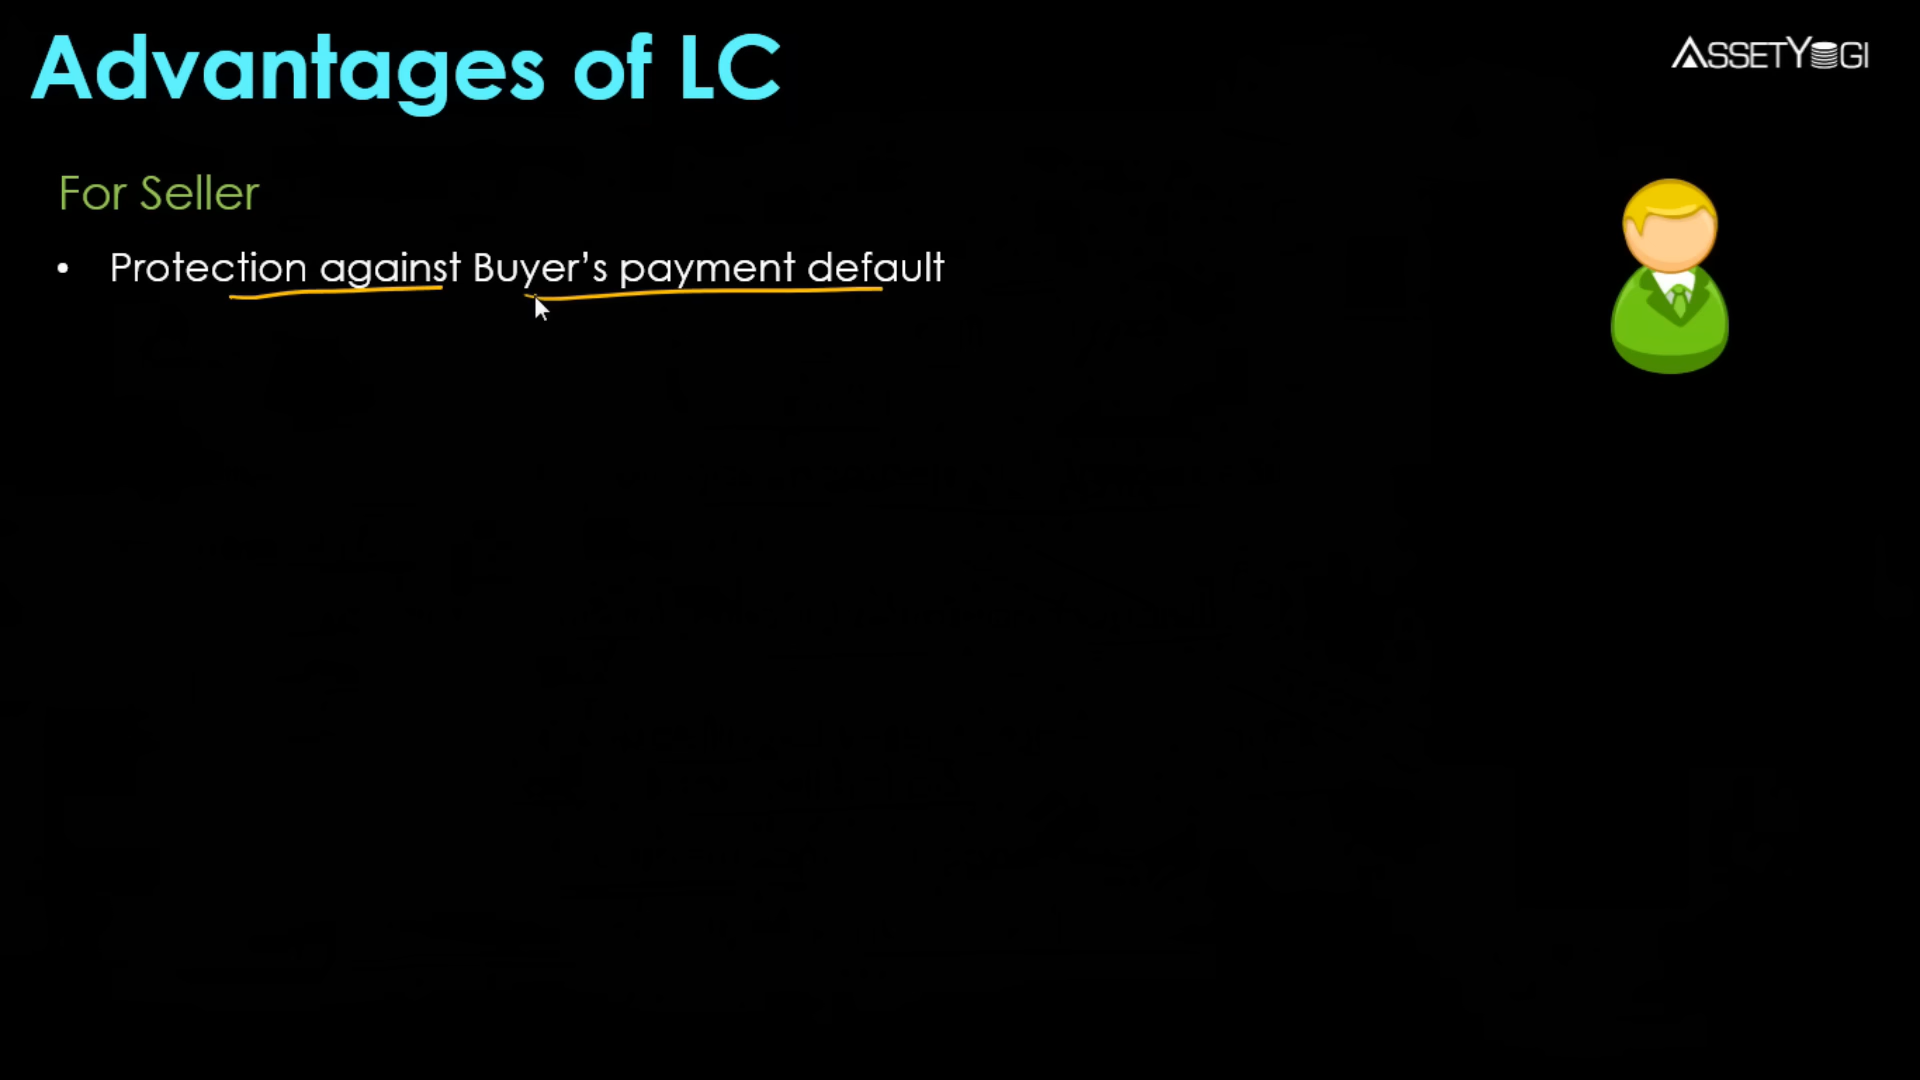 Advantages of LC
ASSETYOGI
For Seller
• Protection against Buyer’s payment default